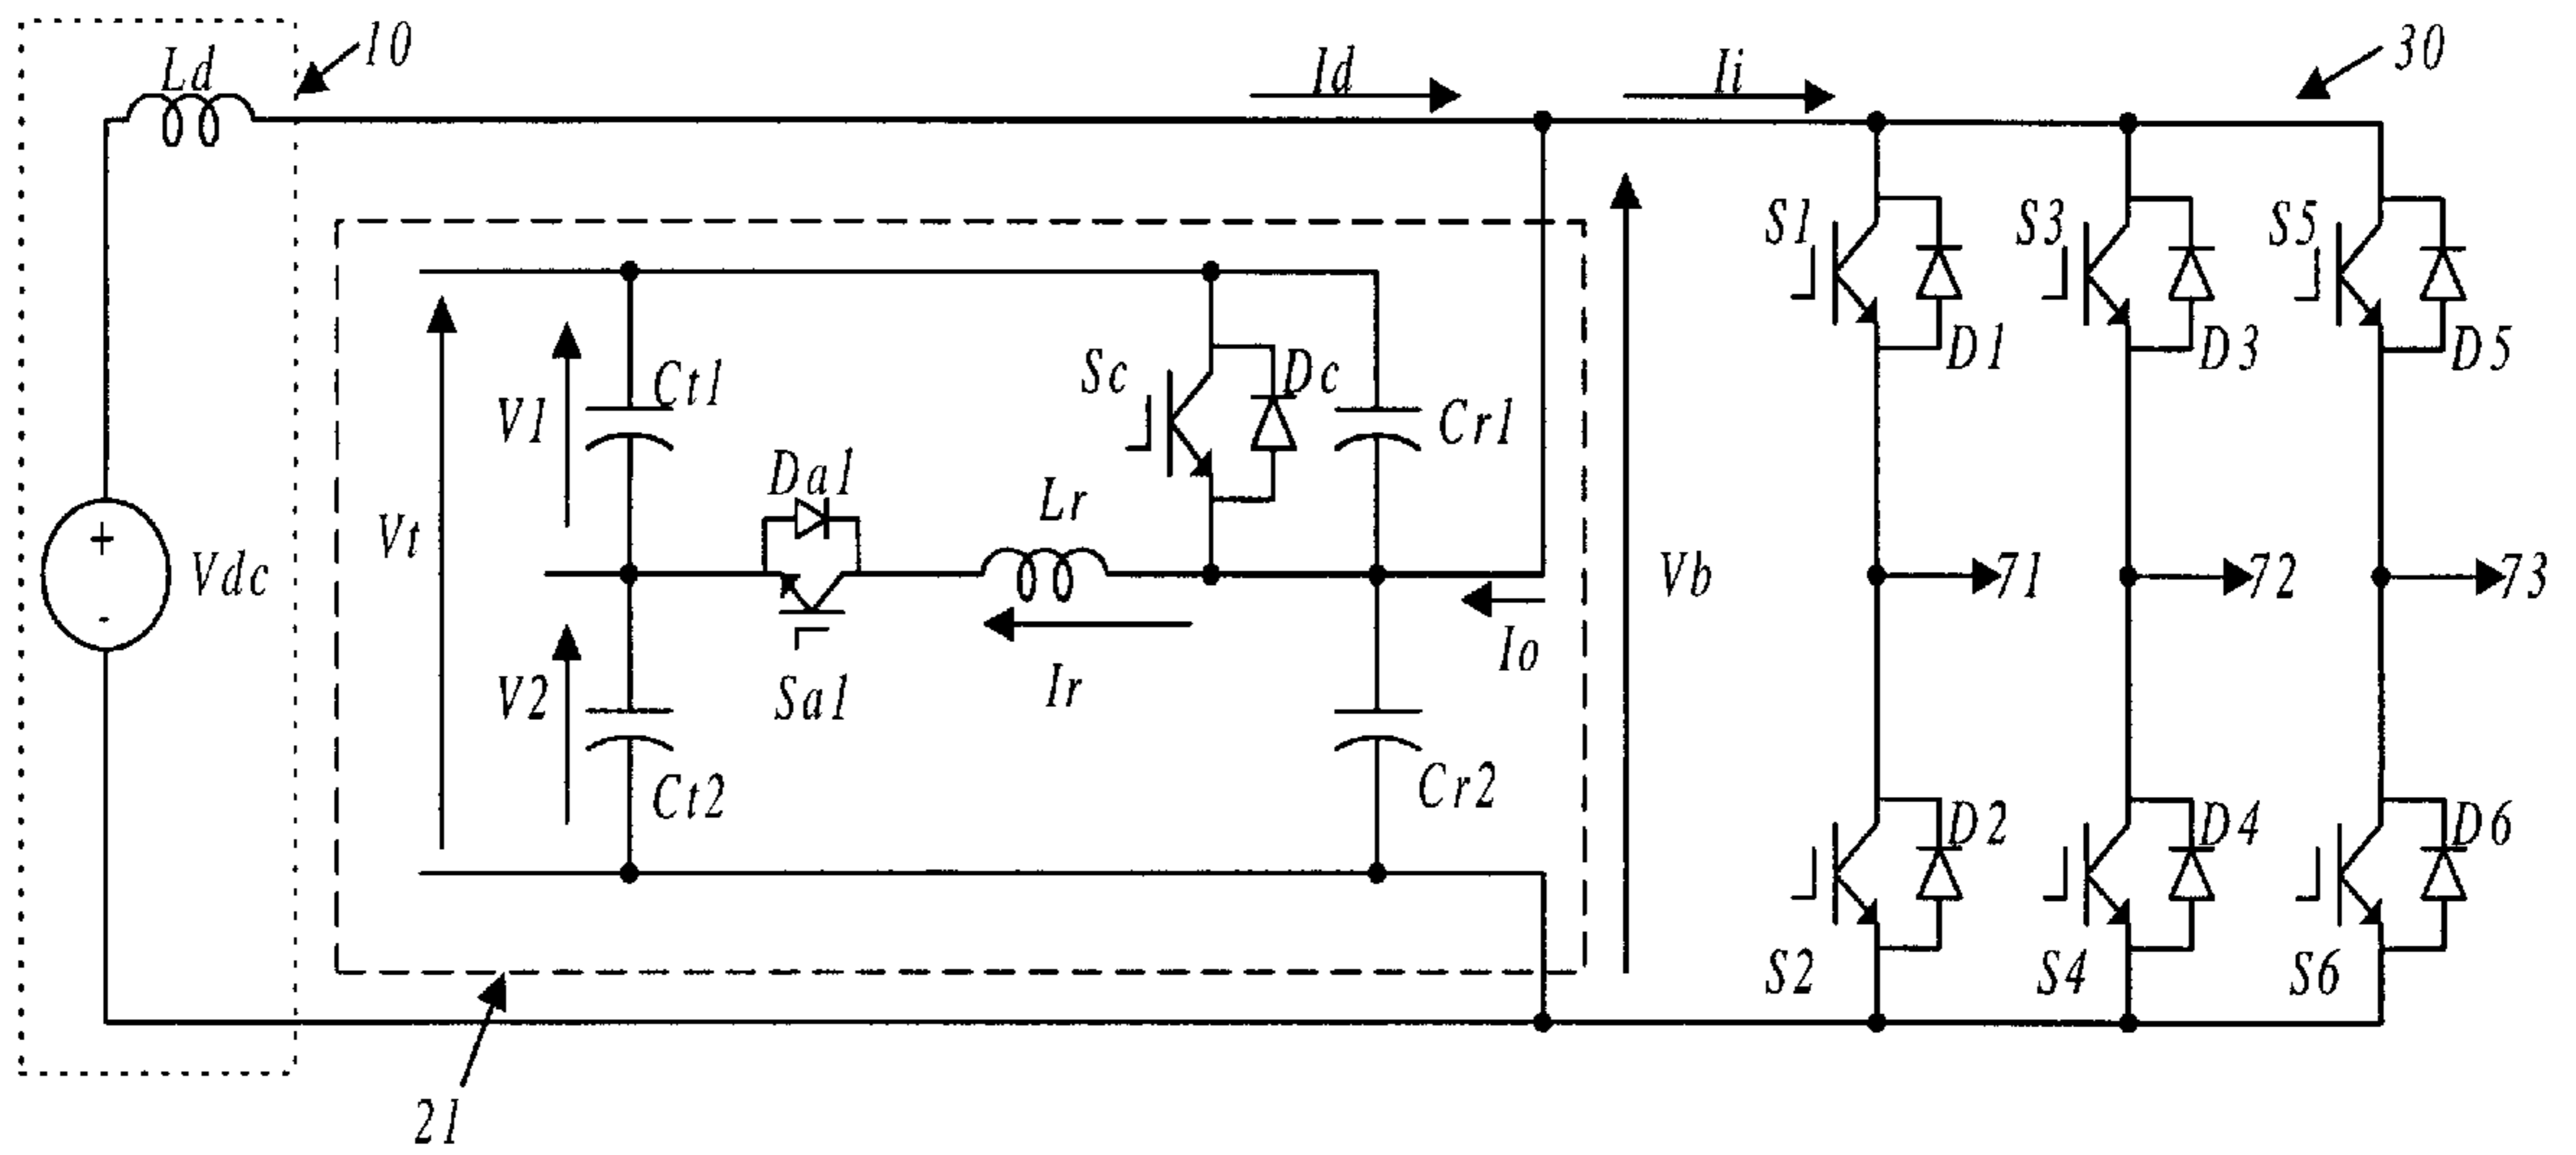 10
Ld
Id
Ii
30
S1
S3
S5
D1
D3
D5
Sc
Dc
Ct1
V1
Cr1
Da1
Lr
Vt
+
Vdc
-
Vb
71
72
73
Io
Ir
V2
Sa1
Ct2
Cr2
D2
D4
D6
S2
S4
S6
21